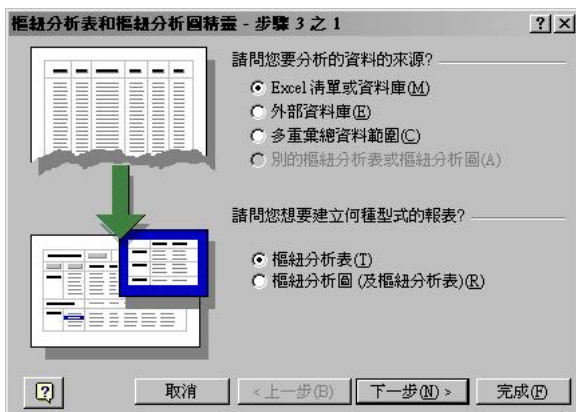 樞紐分析表和樞紐分析圖精靈 - 步驟 3 之 1
請問您要分析的資料的來源?
Excel 清單或資料庫(M)
外部資料庫(E)
多重彙總資料範圍(C)
別的樞紐分析表或樞紐分析圖(A)
請問您想要建立何種型式的報表?
樞紐分析表(T)
樞紐分析圖 (及樞紐分析表)(R)
取消
<上一步(B)
下一步(N) >
完成(F)